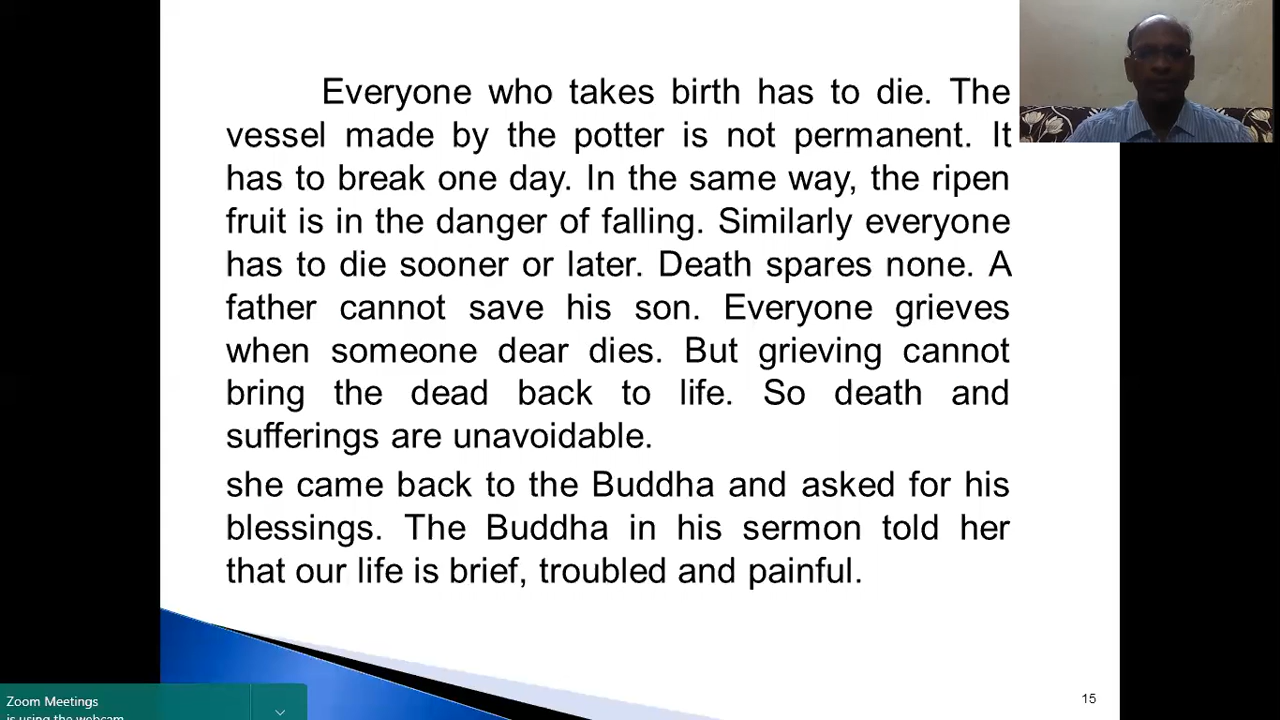 Everyone who takes birth has to die. The
vessel made by the potter is not permanent. It
has to break one day. In the same way, the ripen
fruit is in the danger of falling. Similarly everyone
has to die sooner or later. Death spares none. A
father cannot save his son. Everyone grieves
when someone dear dies. But grieving cannot
bring the dead back to life. So death and
sufferings are unavoidable.
she came back to the Buddha and asked for his
blessings. The Buddha in his sermon told her
that our life is brief, troubled and painful.
15
Zoom Meetings
is using the webcam